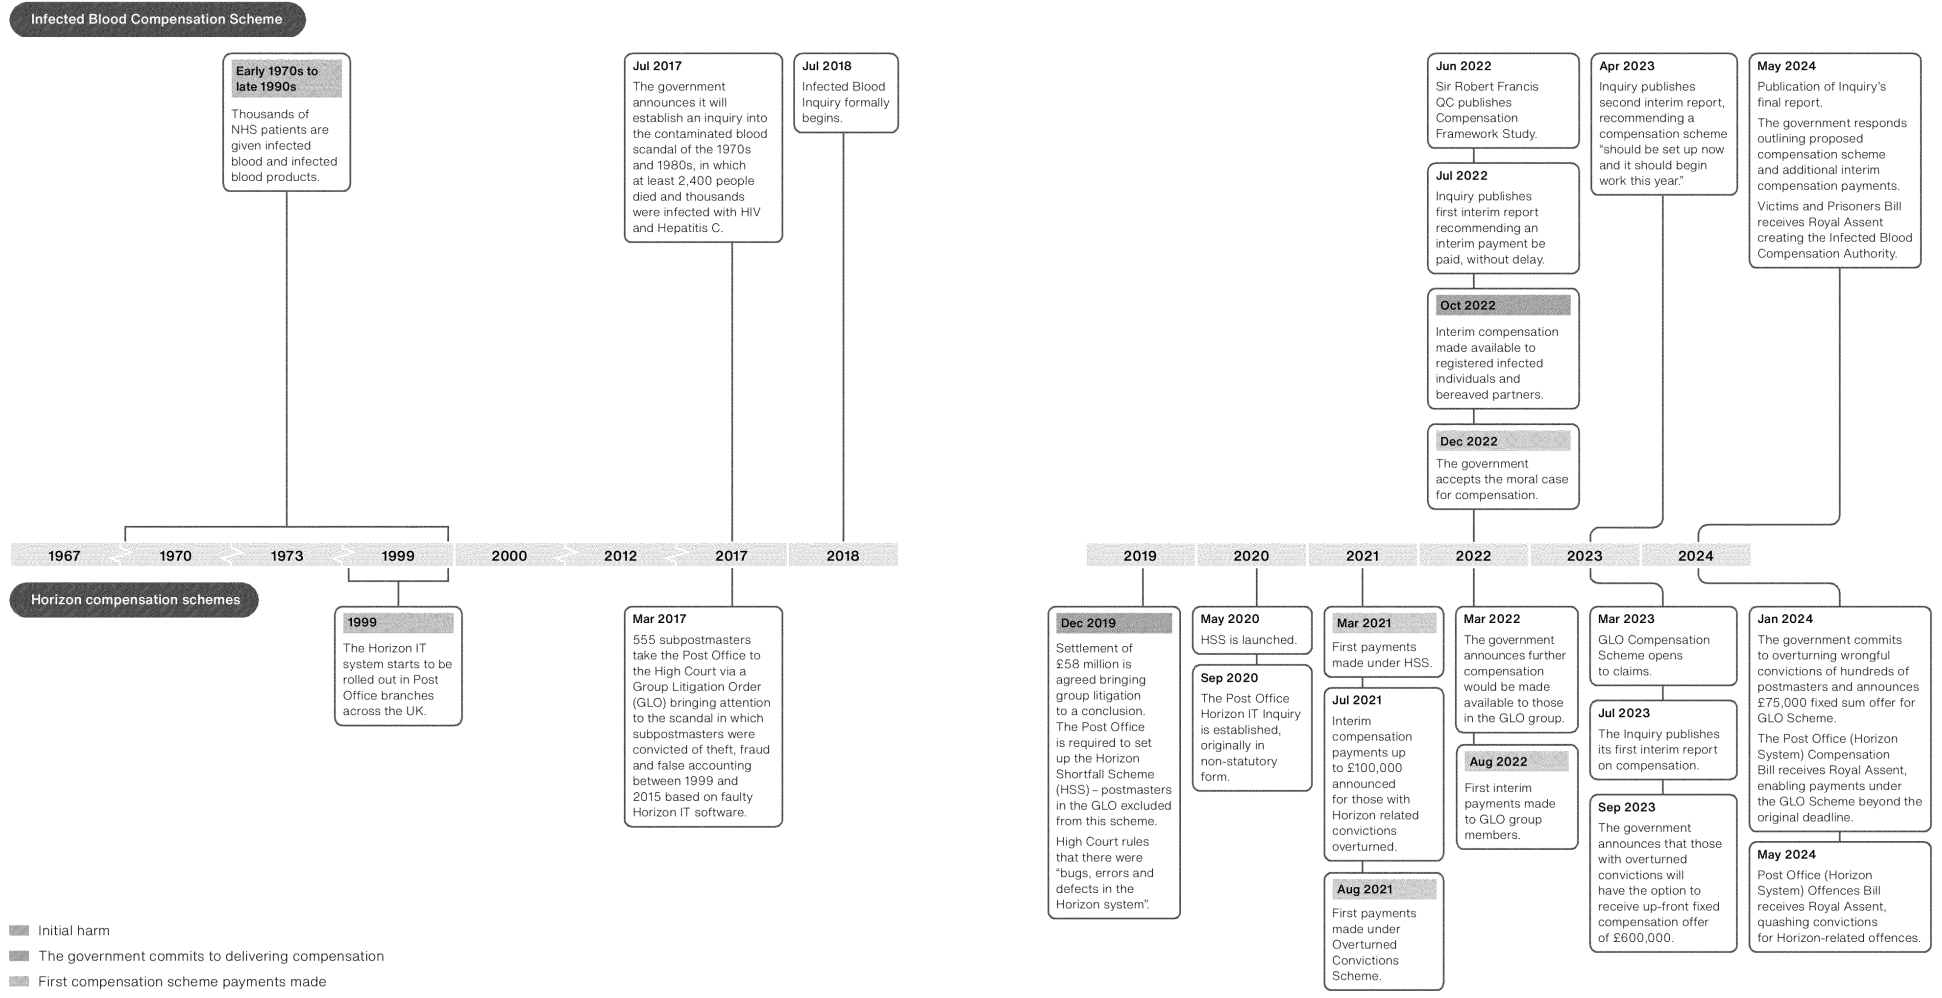 Infected Blood Compensation Scheme
Early 1970s to
late 1990s
Thousands of
NHS patients are
given infected
blood and infected
blood products.
Jul 2017
The government
announces it will
establish an inquiry into
the contaminated blood
scandal of the 1970s
and 1980s, in which
at least 2,400 people
died and thousands
were infected with HIV
and Hepatitis C.
Jul 2018
Infected Blood
Inquiry formally
begins.
Jun 2022
Sir Robert Francis
QC publishes
Compensation
Framework Study.
Jul 2022
Inquiry publishes
first interim report
recommending an
interim payment be
paid, without delay.
Oct 2022
Interim compensation
made available to
registered infected
individuals and
bereaved partners.
Dec 2022
The government
accepts the moral case
for compensation.
Apr 2023
Inquiry publishes
second interim report,
recommending a
compensation scheme
“should be set up now
and it should begin
work this year.”
May 2024
Publication of Inquiry’s
final report.
The government responds
outlining proposed
compensation scheme
and additional interim
compensation payments.
Victims and Prisoners Bill
receives Royal Assent
creating the Infected Blood
Compensation Authority.
1967 1970 1973 1999 2000 2012 2017 2018 2019 2020 2021 2022 2023 2024
Horizon compensation schemes
1999
The Horizon IT
system starts to be
rolled out in Post
Office branches
across the UK.
Mar 2017
555 subpostmasters
take the Post Office to
the High Court via a
Group Litigation Order
(GLO) bringing attention
to the scandal in which
subpostmasters were
convicted of theft, fraud
and false accounting
between 1999 and
2015 based on faulty
Horizon IT software.
Dec 2019
Settlement of
£58 million is
agreed bringing
group litigation
to a conclusion.
The Post Office
is required to set
up the Horizon
Shortfall Scheme
(HSS) – postmasters
in the GLO excluded
from this scheme.
High Court rules
that there were
“bugs, errors and
defects in the
Horizon system”.
May 2020
HSS is launched.
Sep 2020
The Post Office
Horizon IT Inquiry
is established,
originally in
non-statutory
form.
Mar 2021
First payments
made under HSS.
Jul 2021
Interim
compensation
payments up
to £100,000
announced
for those with
Horizon related
convictions
overturned.
Aug 2021
First payments
made under
Overturned
Convictions
Scheme.
Mar 2022
The government
announces further
compensation
would be made
available to those
in the GLO group.
Aug 2022
First interim
payments made
to GLO group
members.
Mar 2023
GLO Compensation
Scheme opens
to claims.
Jul 2023
The Inquiry publishes
its first interim report
on compensation.
Sep 2023
The government
announces that those
with overturned
convictions will
have the option to
receive up-front fixed
compensation offer
of £600,000.
Jan 2024
The government commits
to overturning wrongful
convictions of hundreds of
postmasters and announces
£75,000 fixed sum offer for
GLO Scheme.
The Post Office (Horizon
System) Compensation
Bill receives Royal Assent,
enabling payments under
the GLO Scheme beyond the
original deadline.
May 2024
Post Office (Horizon
System) Offences Bill
receives Royal Assent,
quashing convictions
for Horizon-related offences.
Initial harm
The government commits to delivering compensation
First compensation scheme payments made